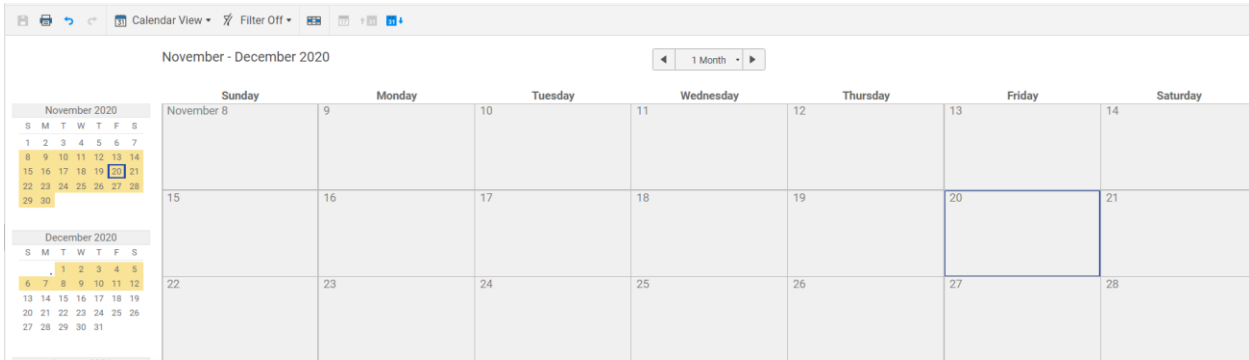 31 Calendar View Filter Off 31
November - December 2020
1 Month
Sunday Monday Tuesday Wednesday Thursday Friday Saturday
November 2020
S M T W T F S
1 2 3 4 5 6 7
8 9 10 11 12 13 14
15 16 17 18 19 20 21
22 23 24 25 26 27 28
29 30
December 2020
S M T W T F S
1 2 3 4 5
6 7 8 9 10 11 12
13 14 15 16 17 18 19
20 21 22 23 24 25 26
27 28 29 30 31
November 8 9 10 11 12 13 14
15 16 17 18 19 20 21
22 23 24 25 26 27 28